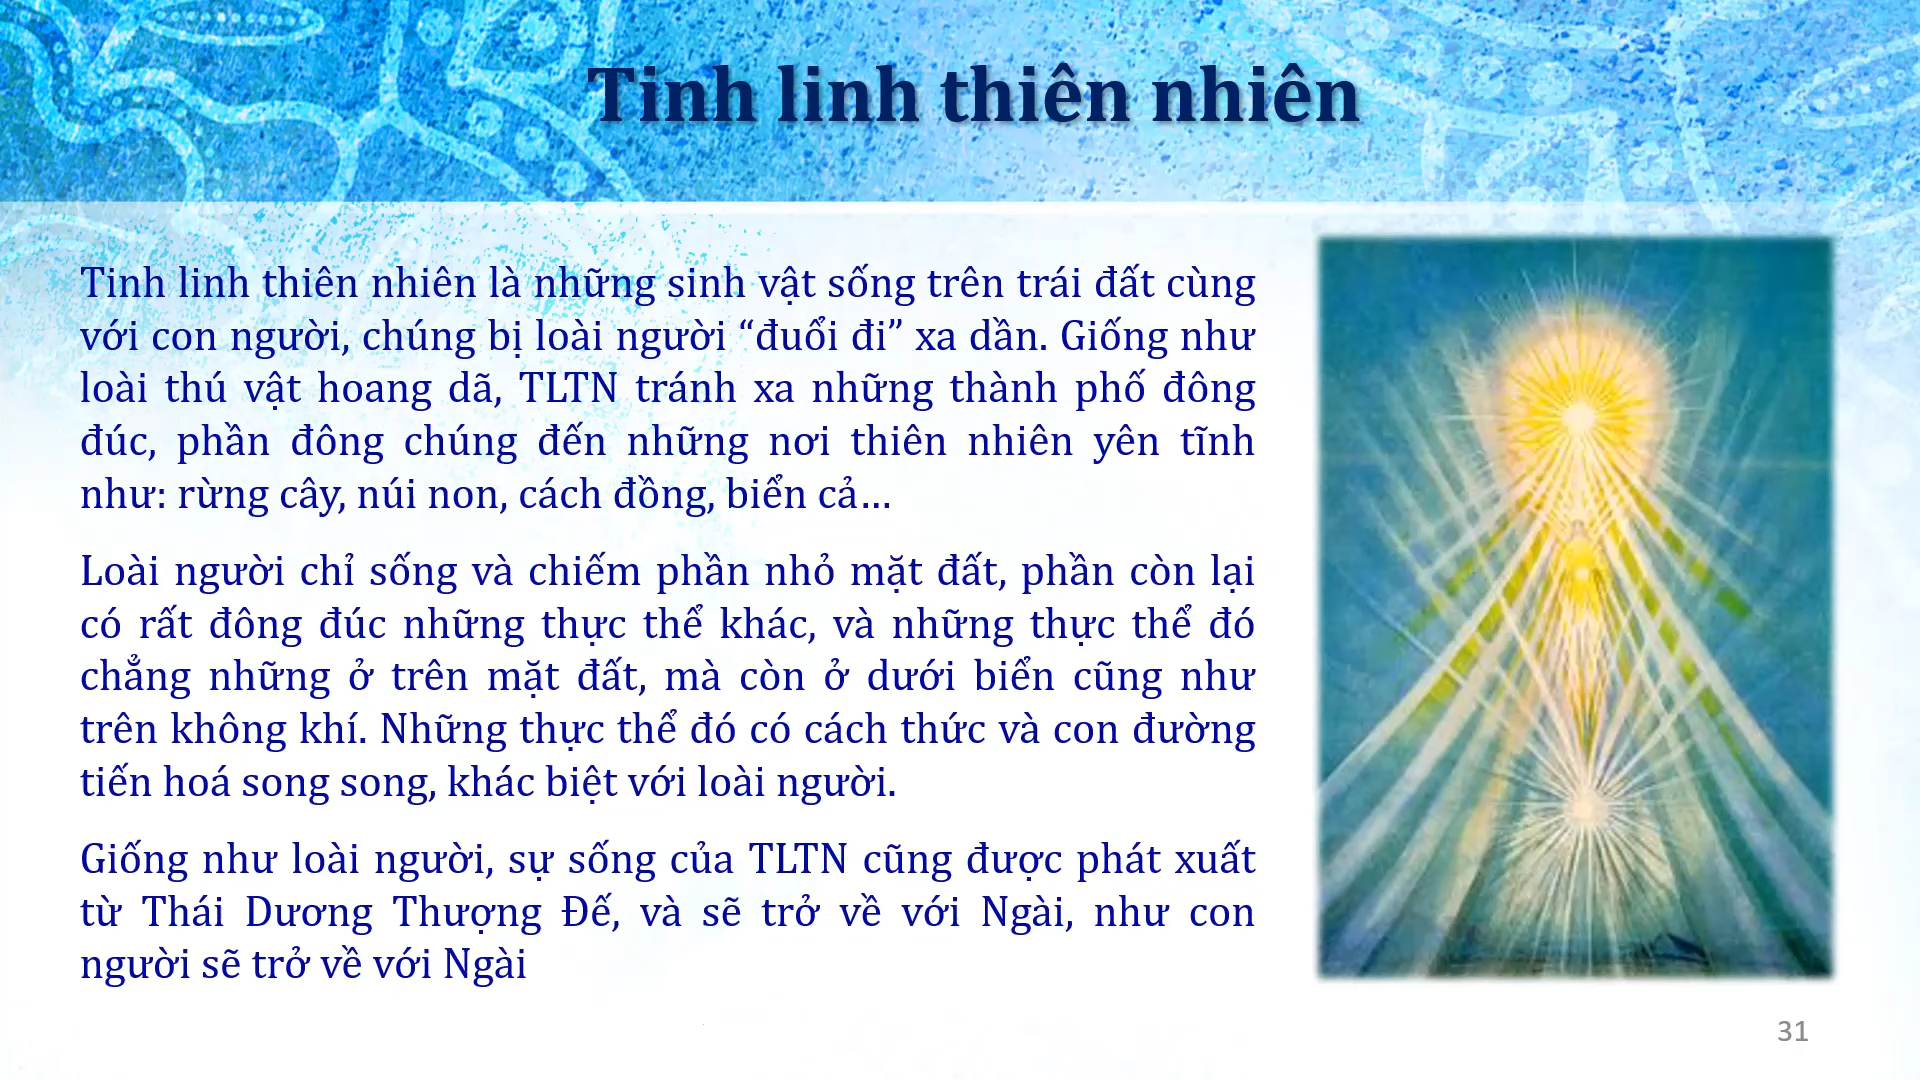 Tinh linh thiên nhiên
Tinh linh thiên nhiên là những sinh vật sống trên trái đất cùng
với con người, chúng bị loài người “đuổi đi” xa dần. Giống như
loài thú vật hoang dã, TLTN tránh xa những thành phố đông
đúc, phần đông chúng đến những nơi thiên nhiên yên tĩnh
như: rừng cây, núi non, cách đồng, biển cả...
Loài người chỉ sống và chiếm phần nhỏ mặt đất, phần còn lại
có rất đông đúc những thực thể khác, và những thực thể đó
chẳng những ở trên mặt đất, mà còn ở dưới biển cũng như
trên không khí. Những thực thể đó có cách thức và con đường
tiến hoá song song, khác biệt với loài người.
Giống như loài người, sự sống của TLTN cũng được phát xuất
từ Thái Dương Thượng Đế, và sẽ trở về với Ngài, như con
người sẽ trở về với Ngài
31